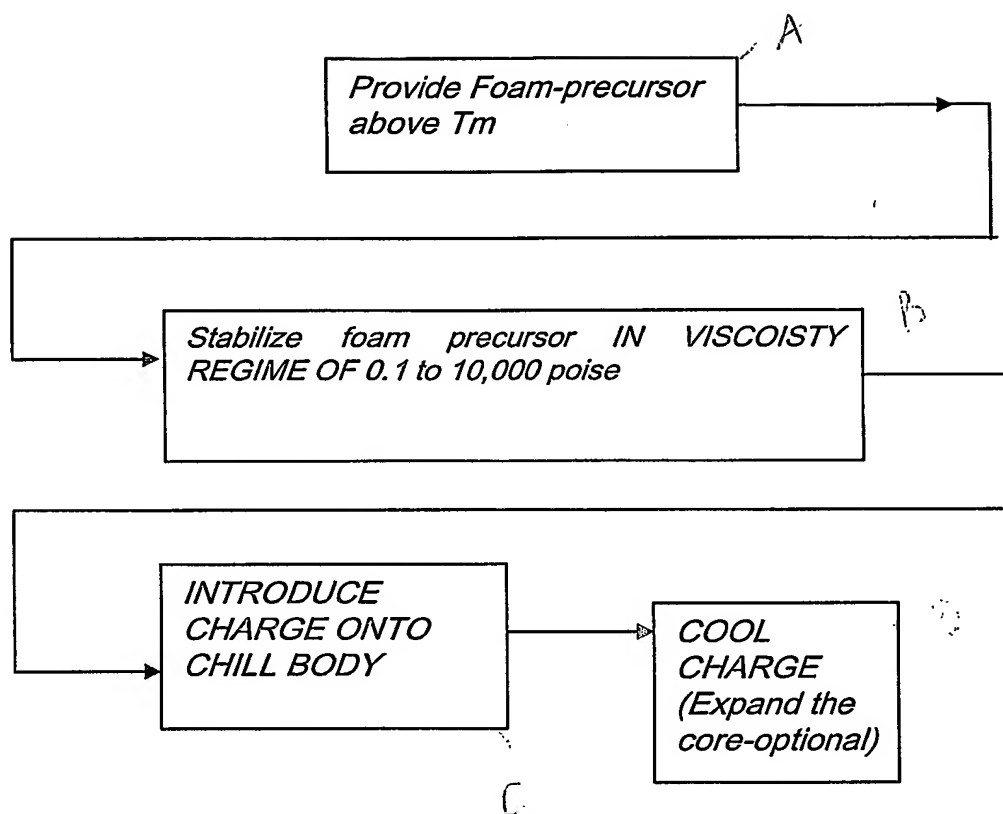 A
Provide Foam-precursor
above Tm
B
Stabilize foam precursor IN VISCOISTY
REGIME OF 0.1 to 10,000 poise
INTRODUCE
CHARGE ONTO
CHILL BODY
COOL
CHARGE
(Expand the
core-optional)
C